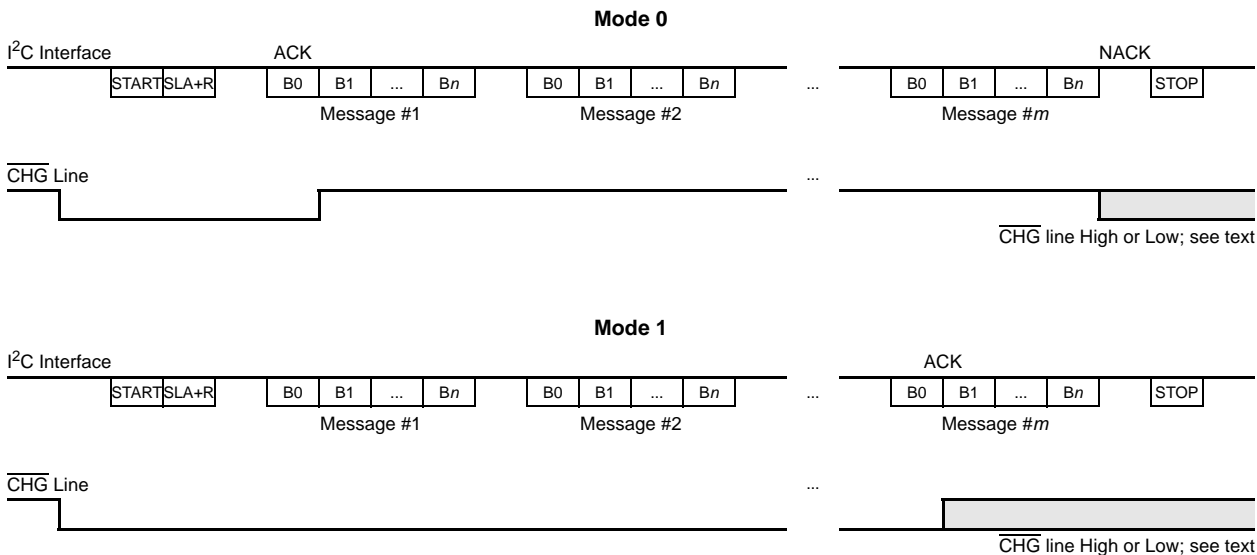 Mode 0
I²C Interface ACK NACK
START SLA+R B0 B1 ... Bn B0 B1 ... Bn ... B0 B1 ... Bn STOP
Message #1 Message #2 Message #m
CHG Line ...
CHG line High or Low; see text
Mode 1
I²C Interface ACK
START SLA+R B0 B1 ... Bn B0 B1 ... Bn ... B0 B1 ... Bn STOP
Message #1 Message #2 Message #m
CHG Line ...
CHG line High or Low; see text